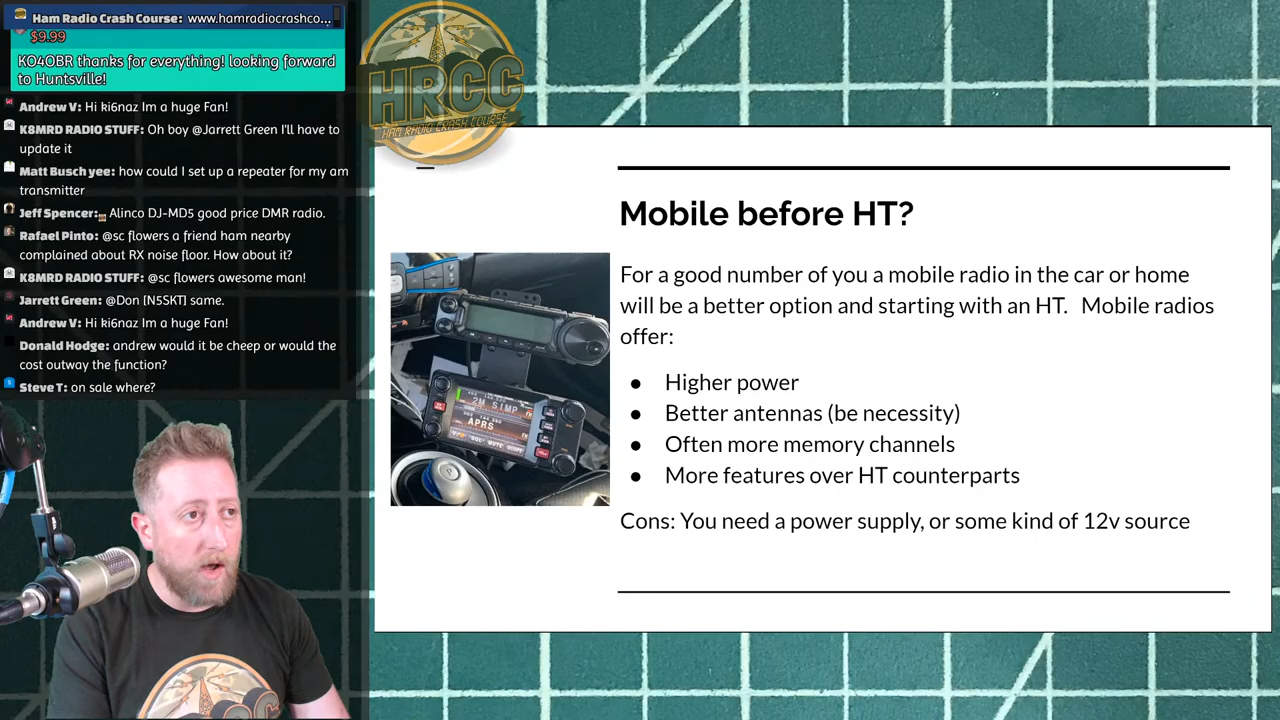 Ham Radio Crash Course: www.hamradiocrashco...
$9.99
KO4OBR thanks for everything! looking forward
to Huntsville!
Andrew V: Hi ki6naz Im a huge Fan!
K8MRD RADIO STUFF: Oh boy @Jarrett Green I'll have to
update it
Matt Busch yee: how could I set up a repeater for my am
transmitter
Jeff Spencer: Alinco DJ-MD5 good price DMR radio.
Rafael Pinto: @sc flowers a friend ham nearby
complained about RX noise floor. How about it?
K8MRD RADIO STUFF: @sc flowers awesome man!
Jarrett Green: @Don [N5SKT] same.
Andrew V: Hi ki6naz Im a huge Fan!
Donald Hodge: andrew would it be cheep or would the
cost outway the function?
Steve T: on sale where?
HRCC
HAM RADIO CRASH COURSE
Mobile before HT?
For a good number of you a mobile radio in the car or home
will be a better option and starting with an HT. Mobile radios
offer:
● Higher power
● Better antennas (be necessity)
● Often more memory channels
● More features over HT counterparts
Cons: You need a power supply, or some kind of 12v source
2M SIMP
APRS